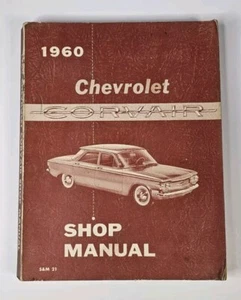 1960
Chevrolet
CORVAIR
SHOP
MANUAL
S&M 21